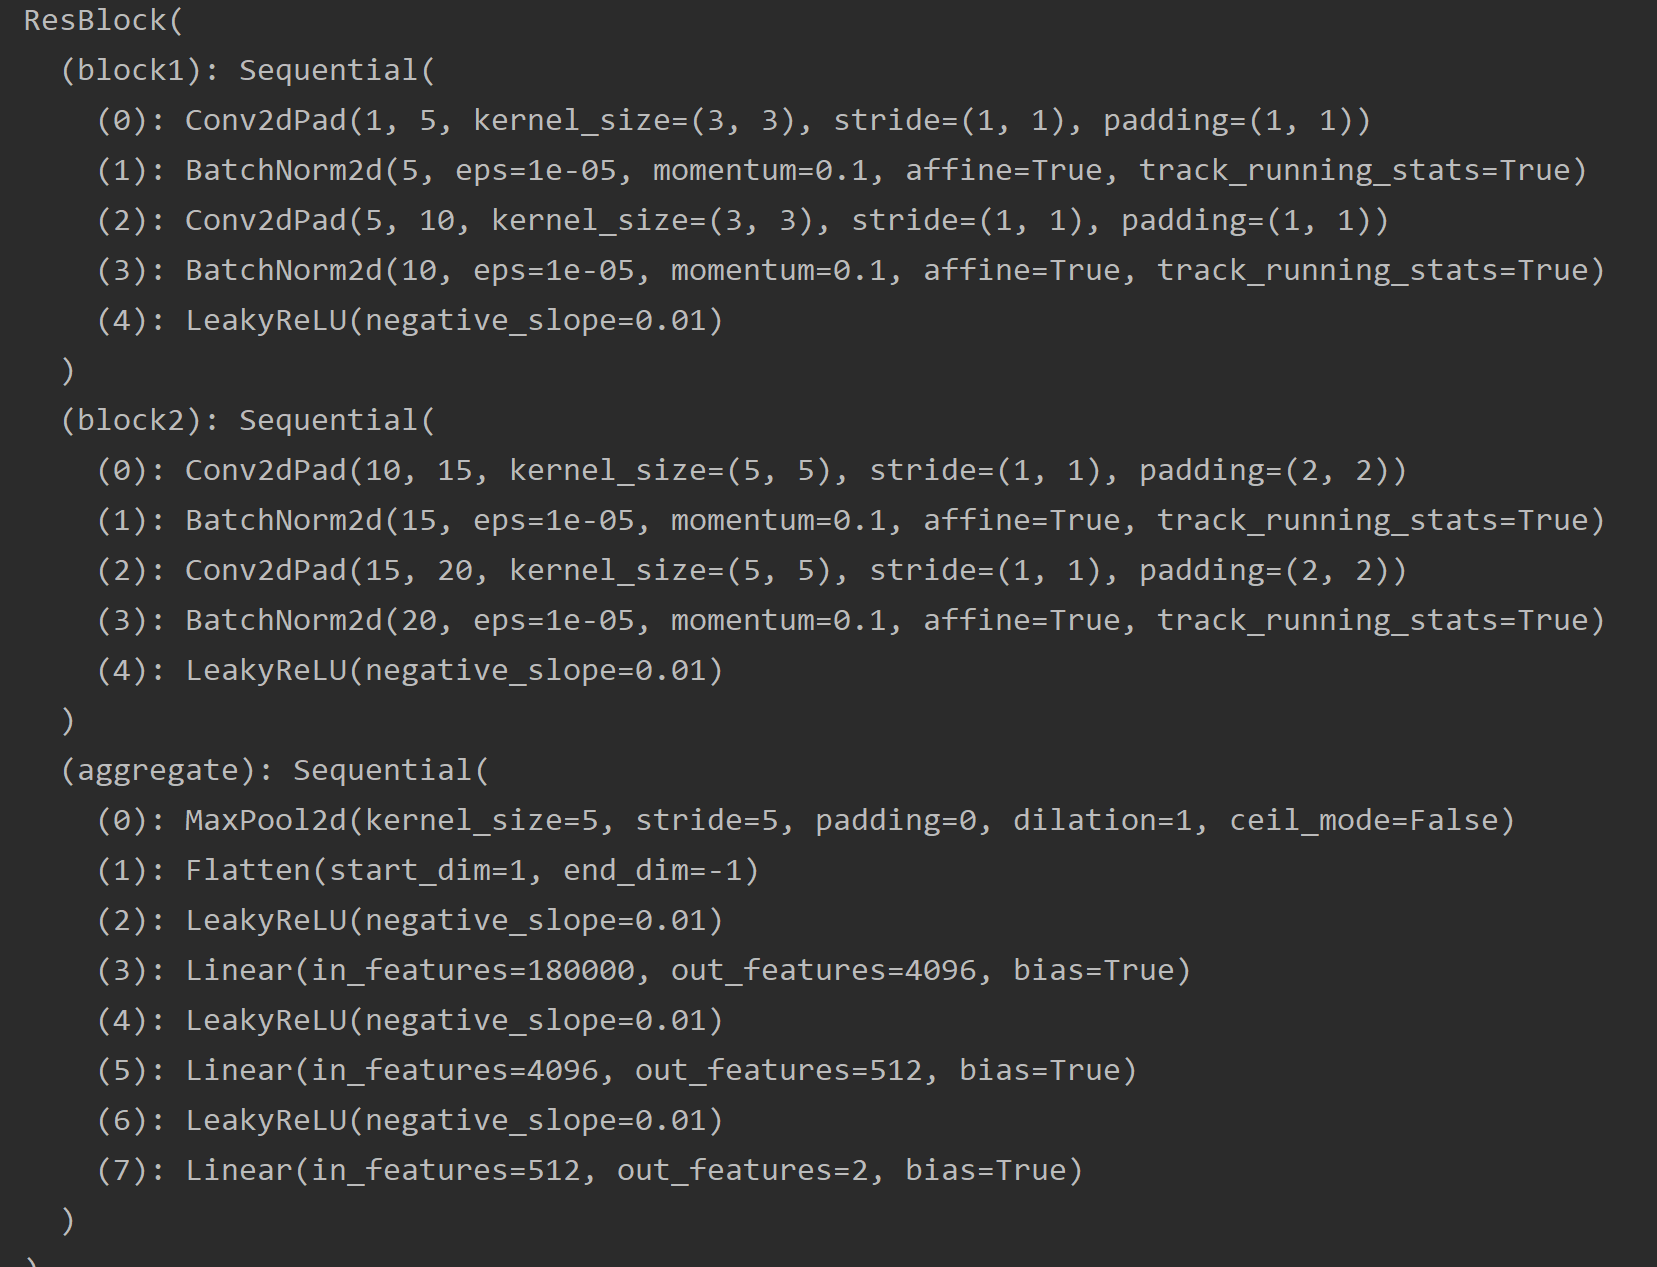 ResBlock(
  (block1): Sequential(
    (0): Conv2dPad(1, 5, kernel_size=(3, 3), stride=(1, 1), padding=(1, 1))
    (1): BatchNorm2d(5, eps=1e-05, momentum=0.1, affine=True, track_running_stats=True)
    (2): Conv2dPad(5, 10, kernel_size=(3, 3), stride=(1, 1), padding=(1, 1))
    (3): BatchNorm2d(10, eps=1e-05, momentum=0.1, affine=True, track_running_stats=True)
    (4): LeakyReLU(negative_slope=0.01)
  )
  (block2): Sequential(
    (0): Conv2dPad(10, 15, kernel_size=(5, 5), stride=(1, 1), padding=(2, 2))
    (1): BatchNorm2d(15, eps=1e-05, momentum=0.1, affine=True, track_running_stats=True)
    (2): Conv2dPad(15, 20, kernel_size=(5, 5), stride=(1, 1), padding=(2, 2))
    (3): BatchNorm2d(20, eps=1e-05, momentum=0.1, affine=True, track_running_stats=True)
    (4): LeakyReLU(negative_slope=0.01)
  )
  (aggregate): Sequential(
    (0): MaxPool2d(kernel_size=5, stride=5, padding=0, dilation=1, ceil_mode=False)
    (1): Flatten(start_dim=1, end_dim=-1)
    (2): LeakyReLU(negative_slope=0.01)
    (3): Linear(in_features=180000, out_features=4096, bias=True)
    (4): LeakyReLU(negative_slope=0.01)
    (5): Linear(in_features=4096, out_features=512, bias=True)
    (6): LeakyReLU(negative_slope=0.01)
    (7): Linear(in_features=512, out_features=2, bias=True)
  )
)